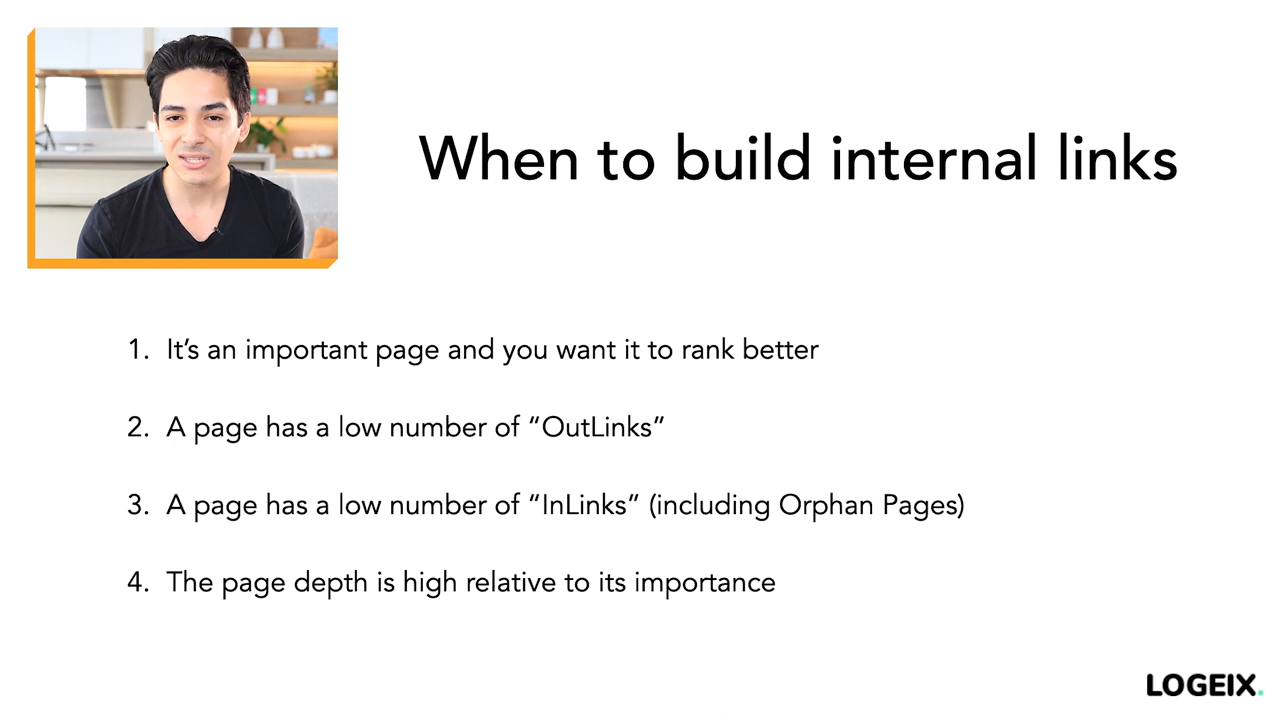 When to build internal links
1. It’s an important page and you want it to rank better
2. A page has a low number of “OutLinks”
3. A page has a low number of “InLinks” (including Orphan Pages)
4. The page depth is high relative to its importance
LOGEIX.